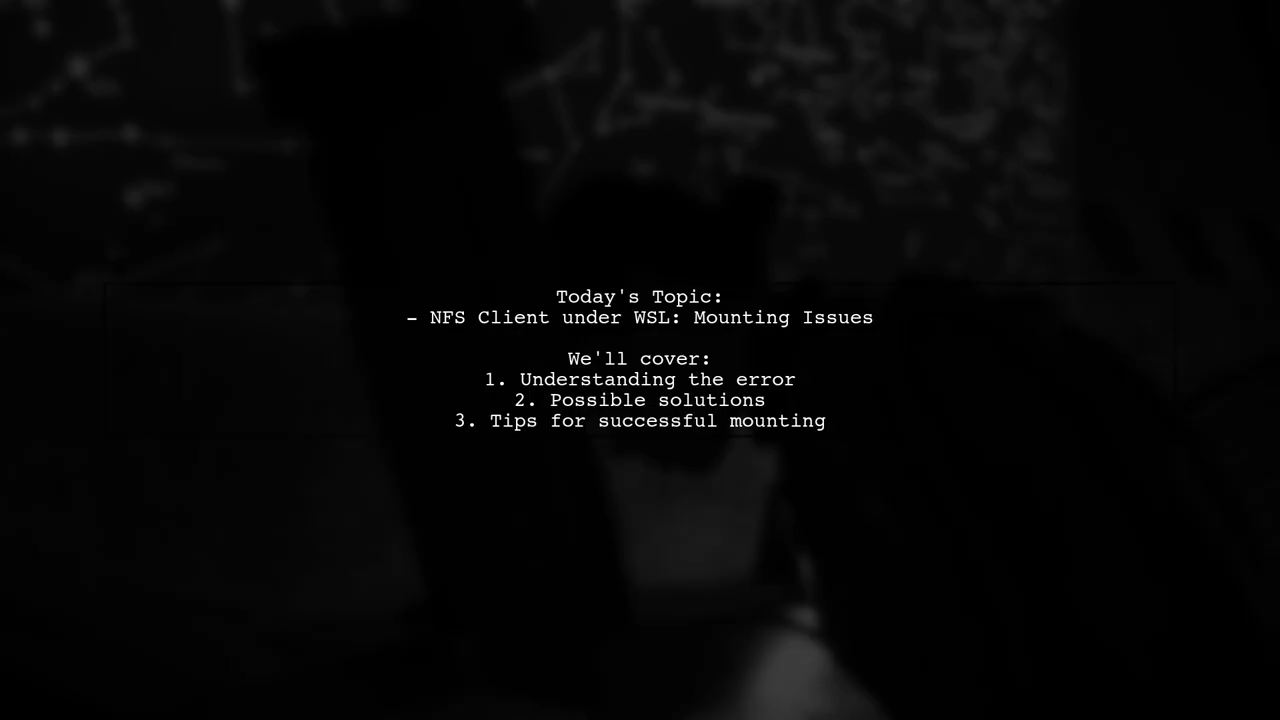 Today's Topic:
– NFS Client under WSL: Mounting Issues
We'll cover:
1. Understanding the error
2. Possible solutions
3. Tips for successful mounting